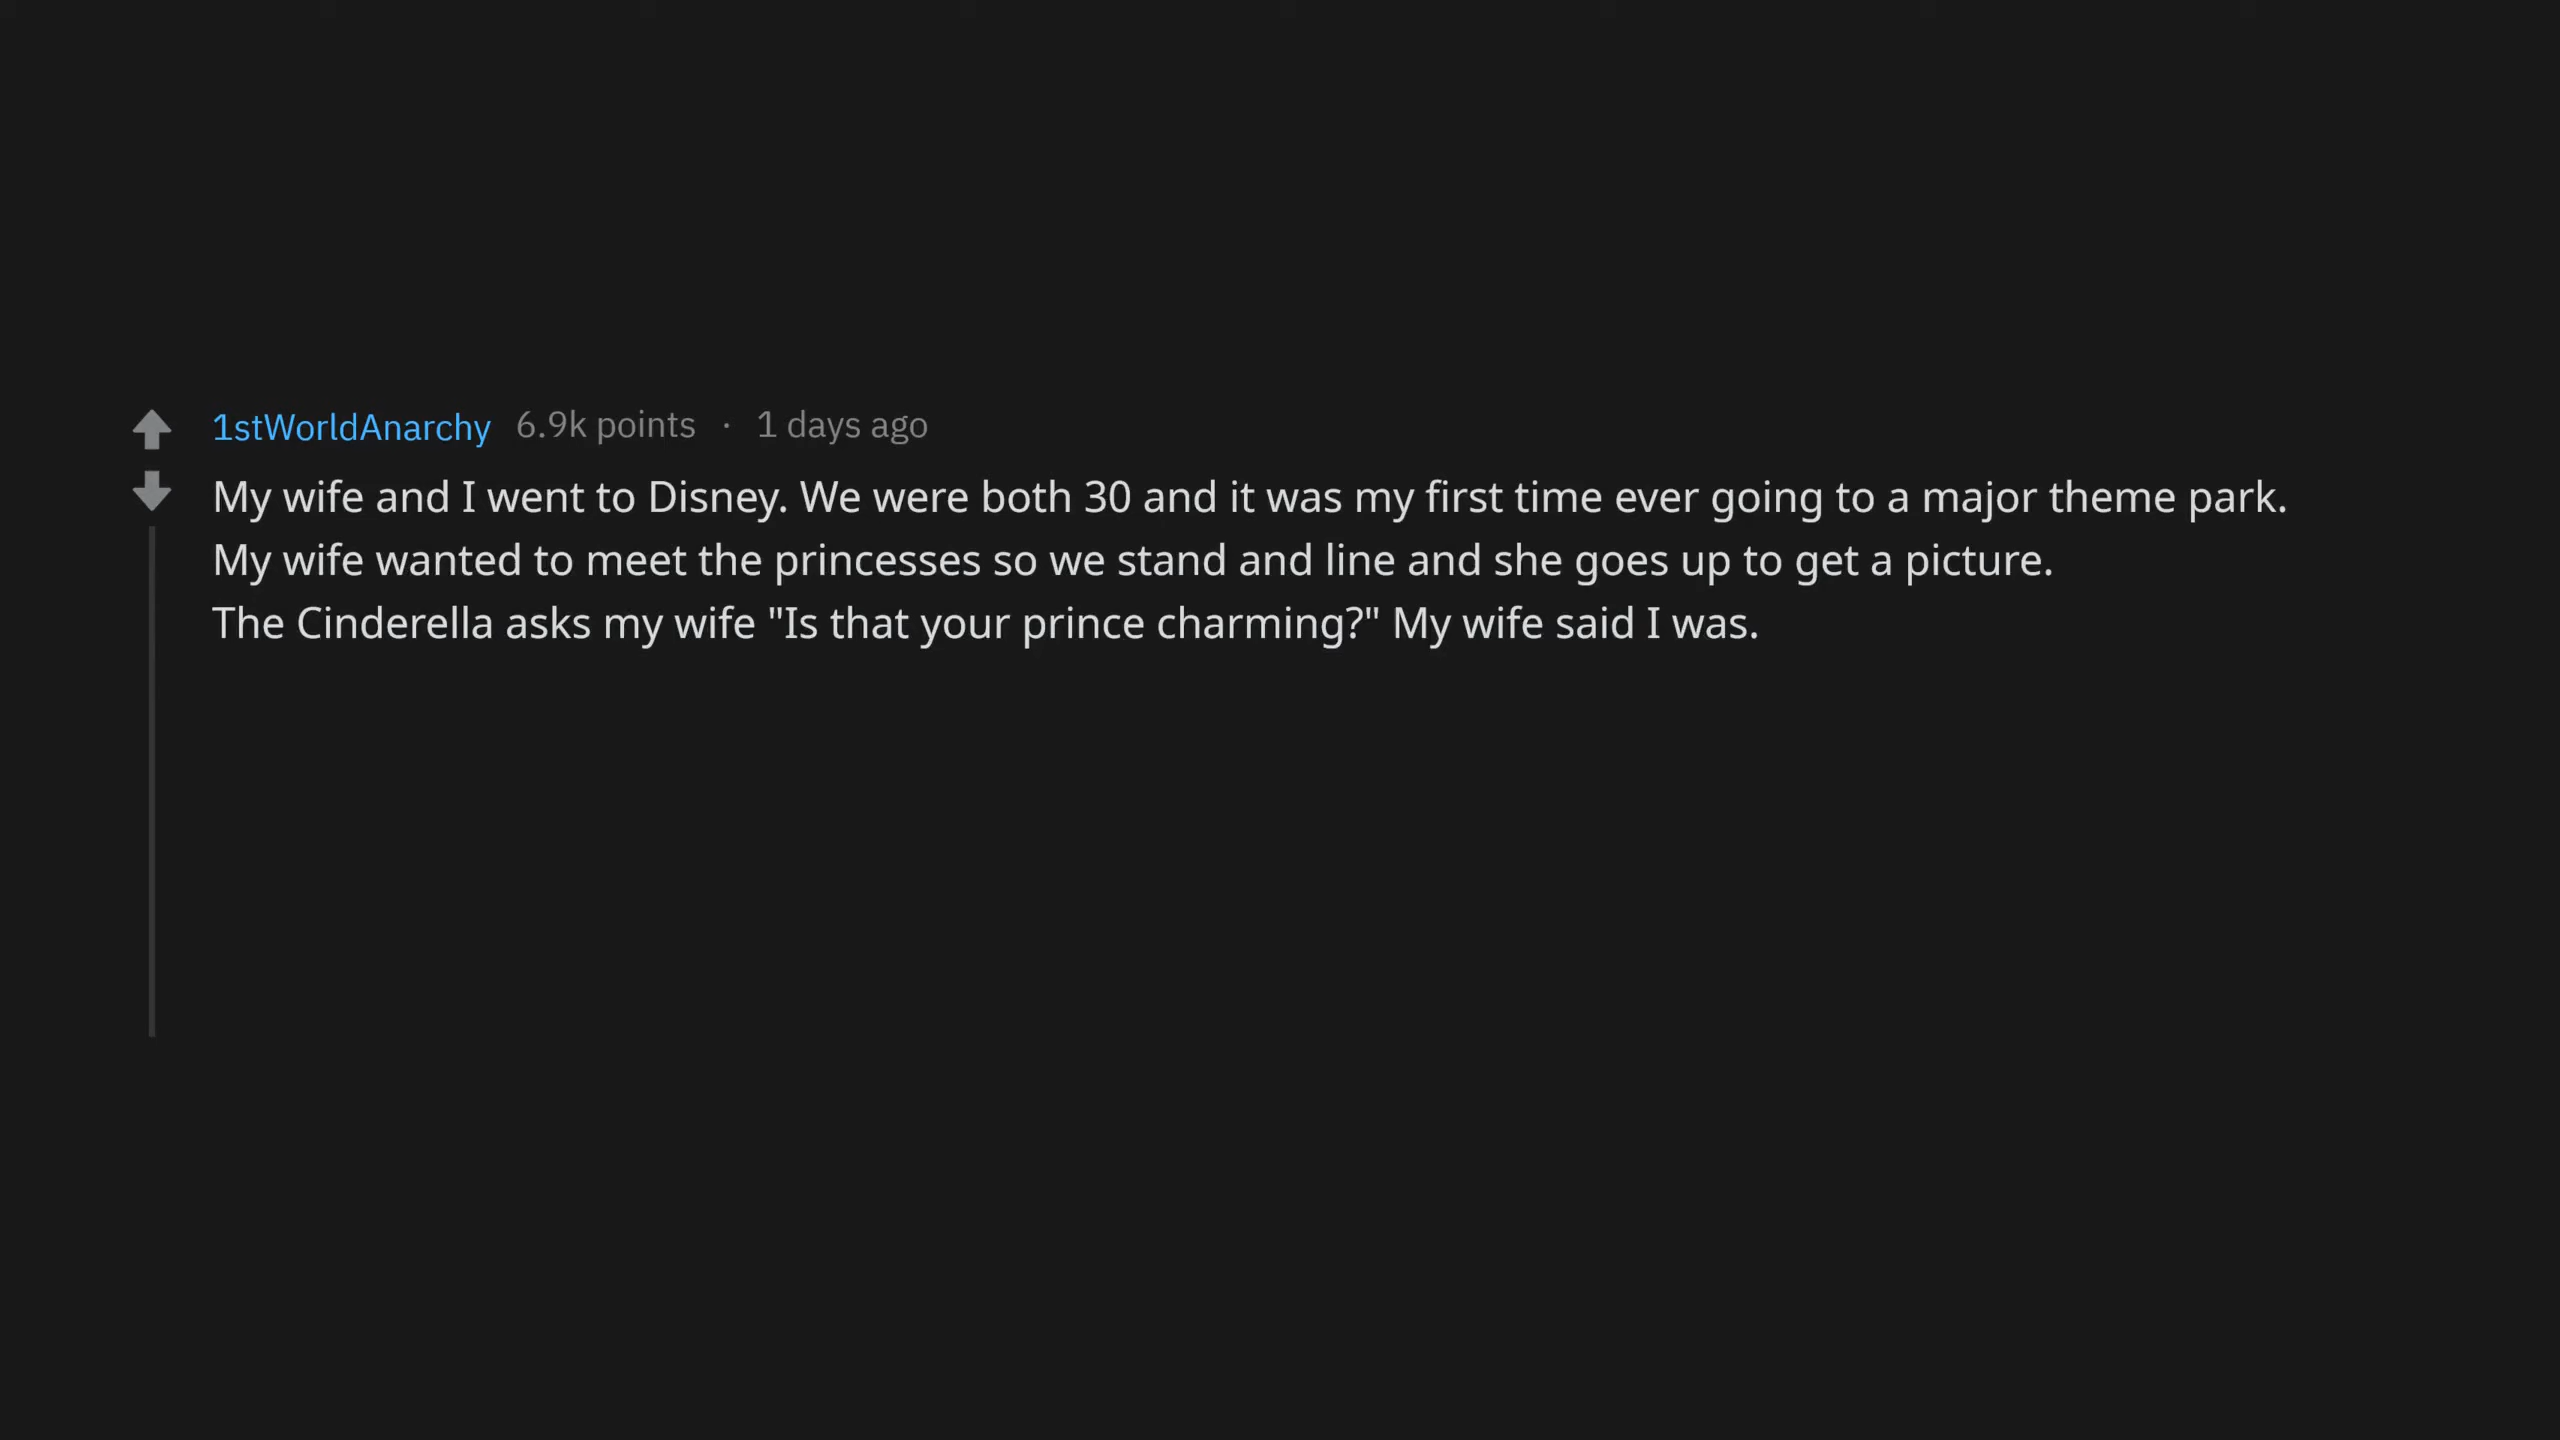 1stWorldAnarchy 6.9k points · 1 days ago
My wife and I went to Disney. We were both 30 and it was my first time ever going to a major theme park.
My wife wanted to meet the princesses so we stand and line and she goes up to get a picture.
The Cinderella asks my wife "Is that your prince charming?" My wife said I was.